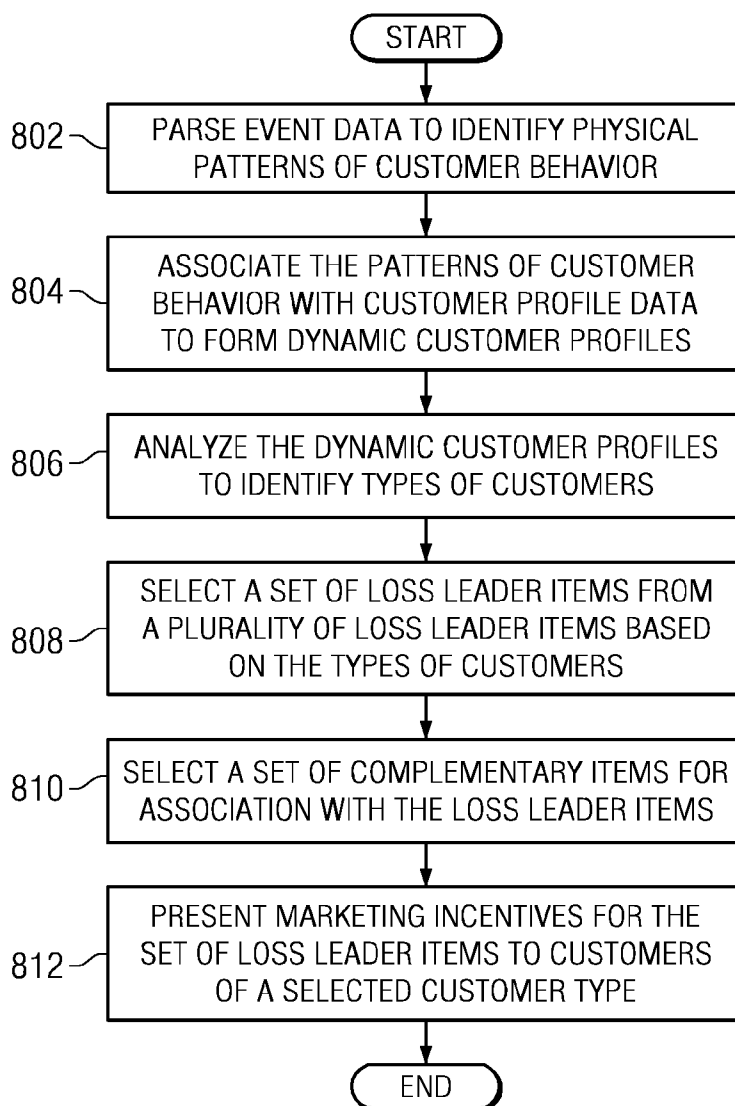 START
802
PARSE EVENT DATA TO IDENTIFY PHYSICAL
PATTERNS OF CUSTOMER BEHAVIOR
804
ASSOCIATE THE PATTERNS OF CUSTOMER
BEHAVIOR WITH CUSTOMER PROFILE DATA
TO FORM DYNAMIC CUSTOMER PROFILES
806
ANALYZE THE DYNAMIC CUSTOMER PROFILES
TO IDENTIFY TYPES OF CUSTOMERS
808
SELECT A SET OF LOSS LEADER ITEMS FROM
A PLURALITY OF LOSS LEADER ITEMS BASED
ON THE TYPES OF CUSTOMERS
810
SELECT A SET OF COMPLEMENTARY ITEMS FOR
ASSOCIATION WITH THE LOSS LEADER ITEMS
812
PRESENT MARKETING INCENTIVES FOR THE
SET OF LOSS LEADER ITEMS TO CUSTOMERS
OF A SELECTED CUSTOMER TYPE
END